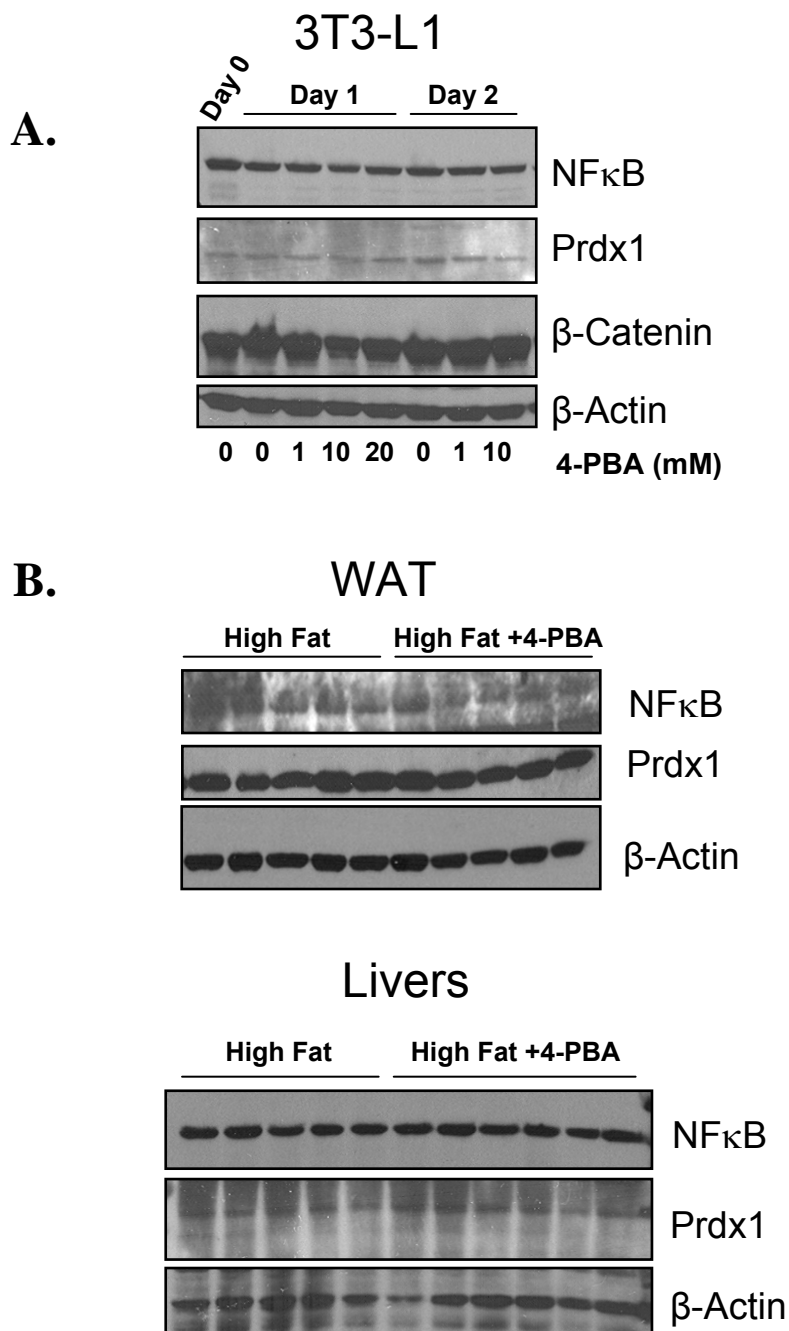 3T3-L1
A.
Day 0 Day 1 Day 2
NFκB
Prdx1
β-Catenin
β-Actin
0 0 1 10 20 0 1 10 4-PBA (mM)
B. WAT
High Fat High Fat +4-PBA
NFκB
Prdx1
β-Actin
Livers
High Fat High Fat +4-PBA
NFκB
Prdx1
β-Actin